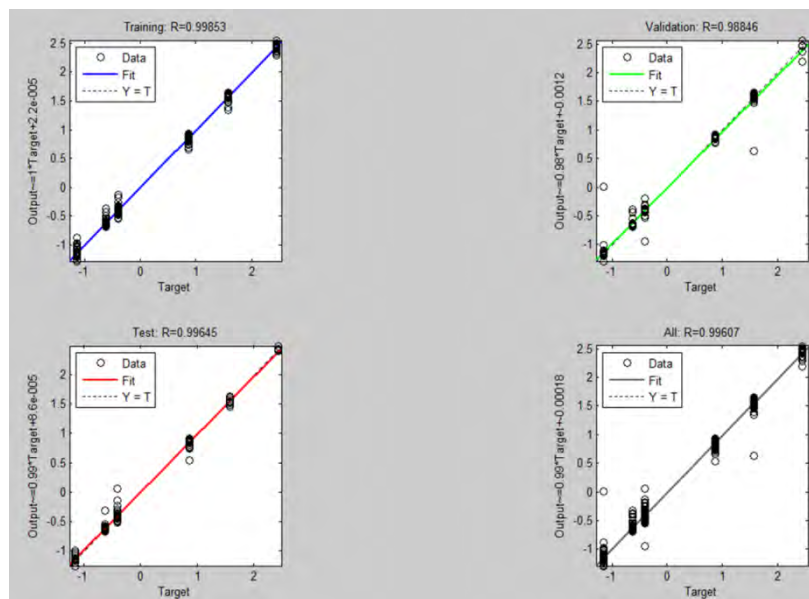 Training: R=0.99853
Output~=1*Target+2.2e-005
2.5
2
1.5
1
0.5
0
-0.5
-1
Data
Fit
Y = T
-1
0
1
2
Target
Validation: R=0.98846
Output~=0.98*Target+-0.0012
2.5
2
1.5
1
0.5
0
-0.5
-1
Data
Fit
Y = T
-1
0
1
2
Target
Test: R=0.99645
Output~=0.99*Target+8.6e-005
2
1.5
1
0.5
0
-0.5
-1
Data
Fit
Y = T
-1
0
1
2
Target
All: R=0.99607
Output~=0.99*Target+-0.00018
2.5
2
1.5
1
0.5
0
-0.5
-1
Data
Fit
Y = T
-1
0
1
2
Target